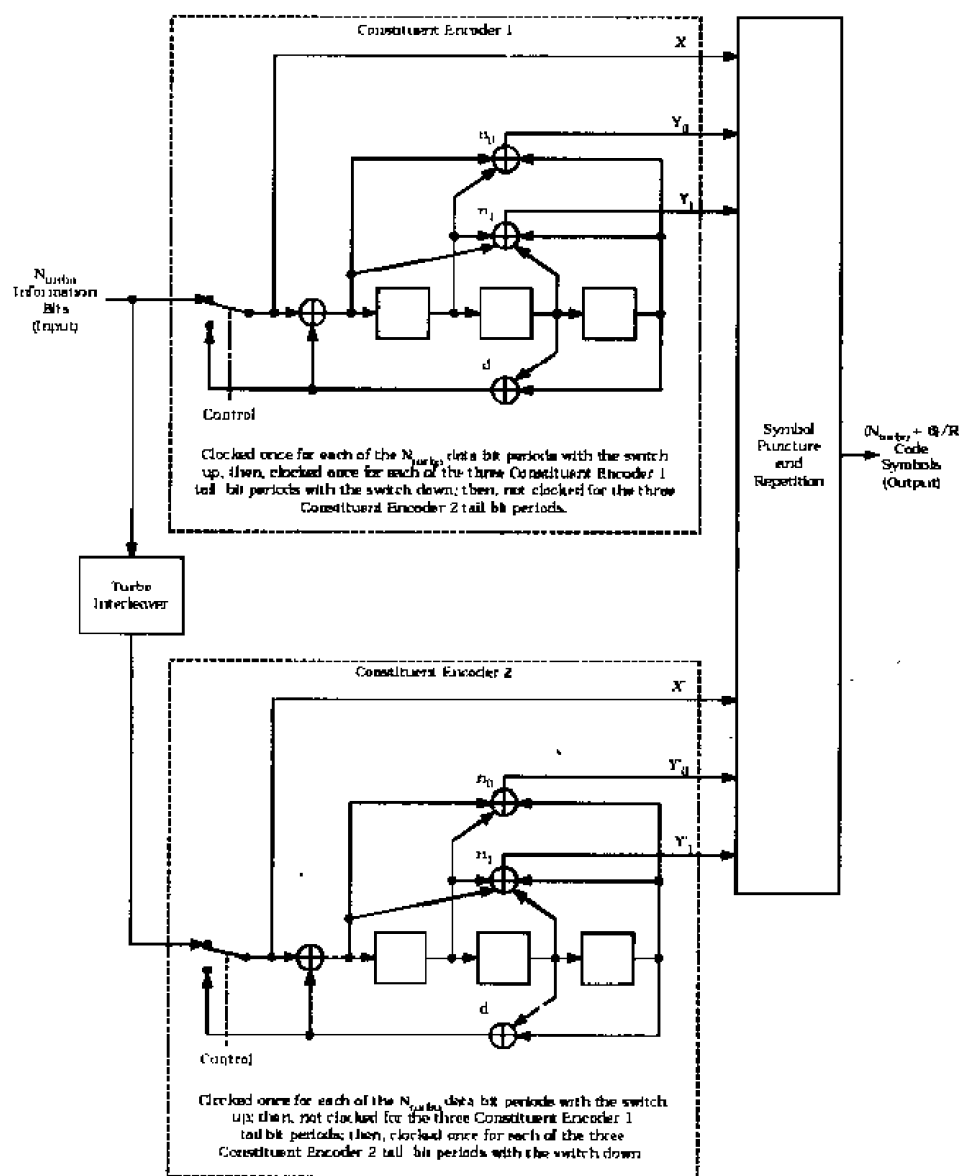 Constituent Encoder 1
X
Y0
n0
Y1
n1
Nturbo
Information
Bits
(Input)
d
Control
Clocked once for each of the Nturbo data bit periods with the switch
up, then, clocked once for each of the three Constituent Encoder 1
tail bit periods with the switch down; then, not clocked for the three
Constituent Encoder 2 tail bit periods.
Symbol
Puncture
and
Repetition
(Nturbo + 6)/R
Code
Symbols
(Output)
Turbo
Interleaver
Constituent Encoder 2
X'
Y'0
n0
Y'1
n1
d
Control
Clocked once for each of the Nturbo data bit periods with the switch
up; then, not clocked for the three Constituent Encoder 1
tail bit periods; then, clocked once for each of the three
Constituent Encoder 2 tail bit periods with the switch down